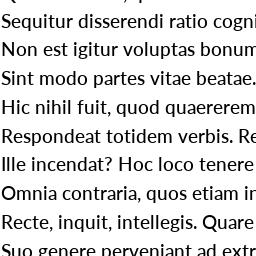 Sequitur disserendi ratio cogni
Non est igitur voluptas bonum
Sint modo partes vitae beatae.
Hic nihil fuit, quod quaererem
Respondeat totidem verbis. Re
Ille incendat? Hoc loco tenere
Omnia contraria, quos etiam in
Recte, inquit, intellegis. Quare
Suo genere perveniant ad extr